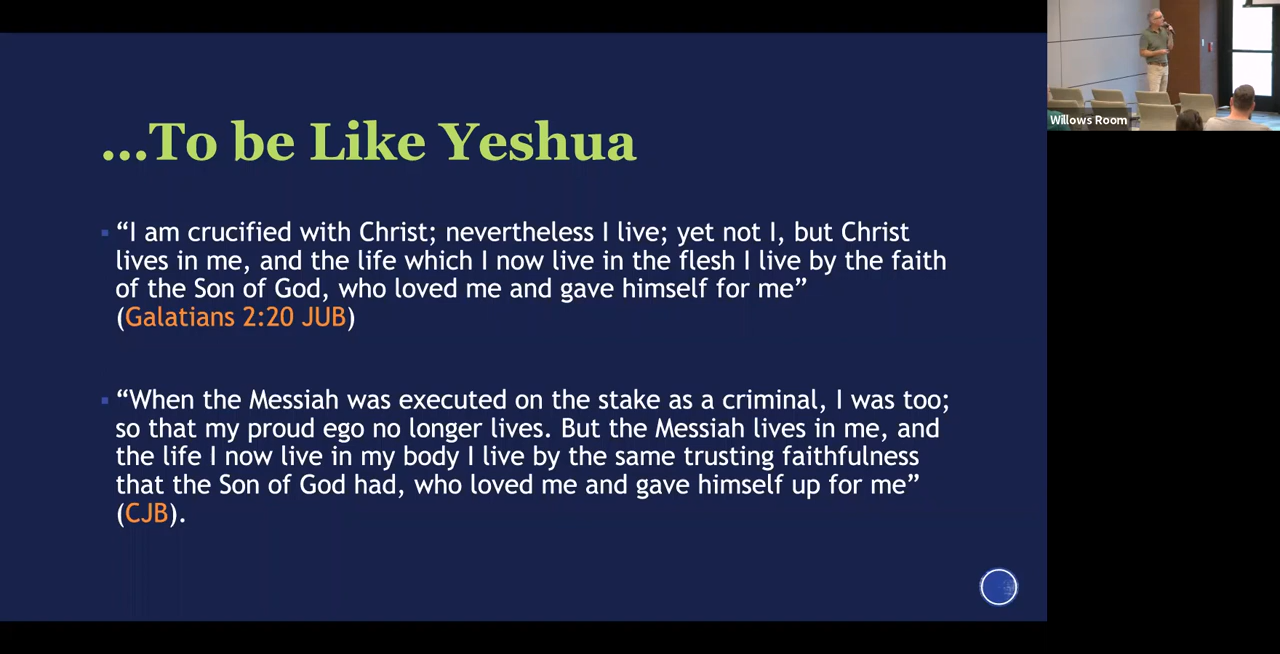 ...To be Like Yeshua
“I am crucified with Christ; nevertheless I live; yet not I, but Christ
lives in me, and the life which I now live in the flesh I live by the faith
of the Son of God, who loved me and gave himself for me”
(Galatians 2:20 JUB)
“When the Messiah was executed on the stake as a criminal, I was too;
so that my proud ego no longer lives. But the Messiah lives in me, and
the life I now live in my body I live by the same trusting faithfulness
that the Son of God had, who loved me and gave himself up for me”
(CJB).
Willows Room